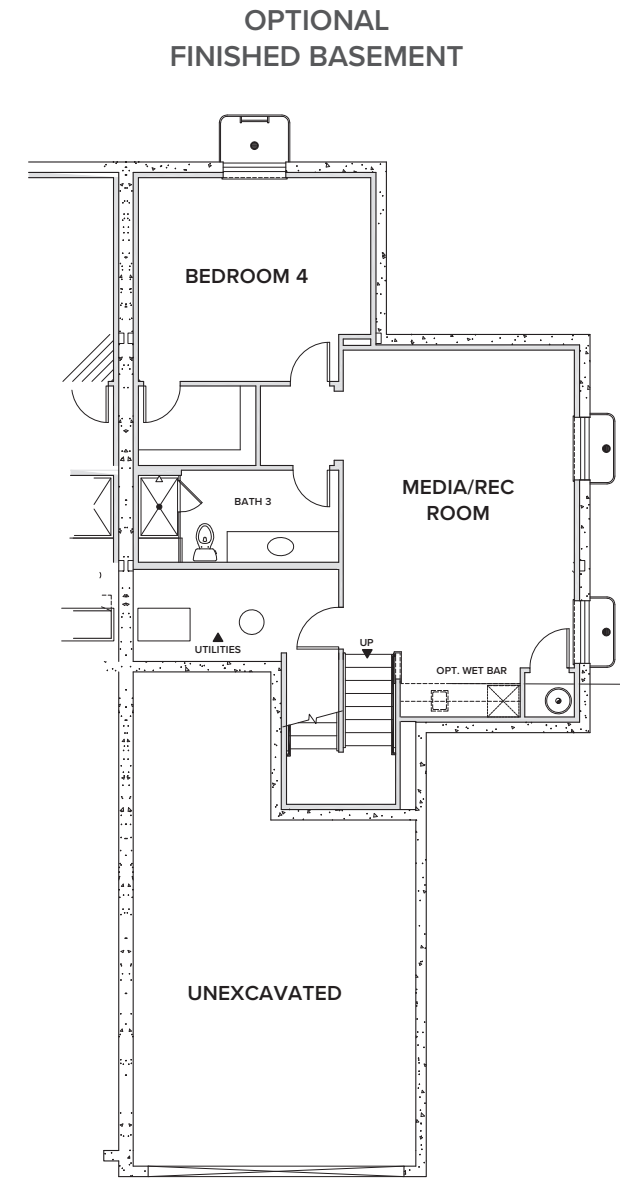 OPTIONAL
FINISHED BASEMENT
BEDROOM 4
MEDIA/REC
ROOM
BATH 3
UP
UTILITIES
OPT. WET BAR
UNEXCAVATED